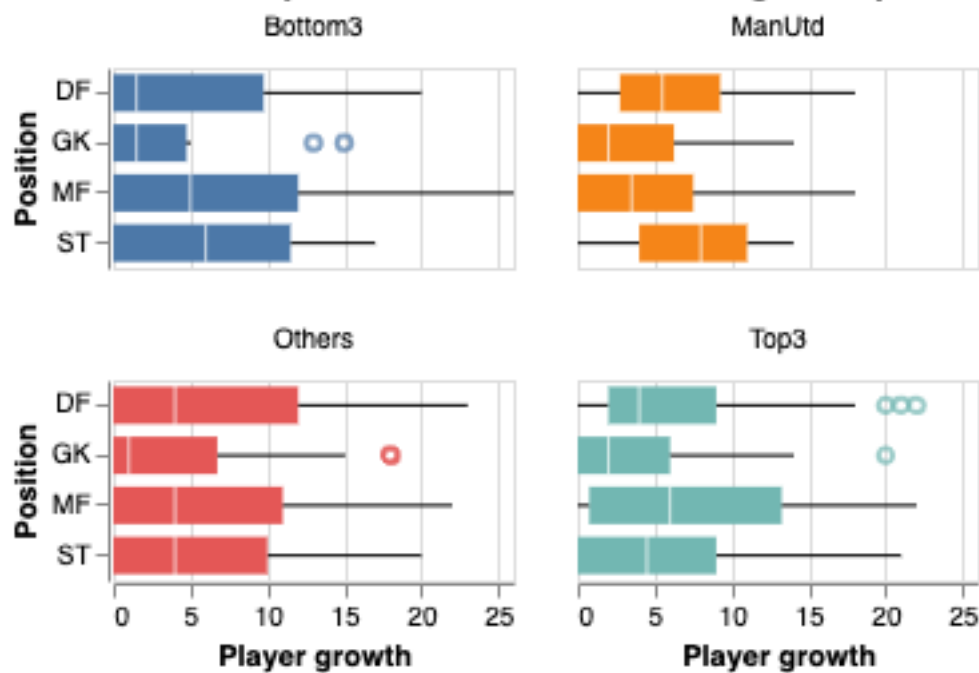 Bottom3 ManUtd
Position
DF
GK
MF
ST
Others Top3
Position
DF
GK
MF
ST
0 5 10 15 20 25 0 5 10 15 20 25
Player growth Player growth